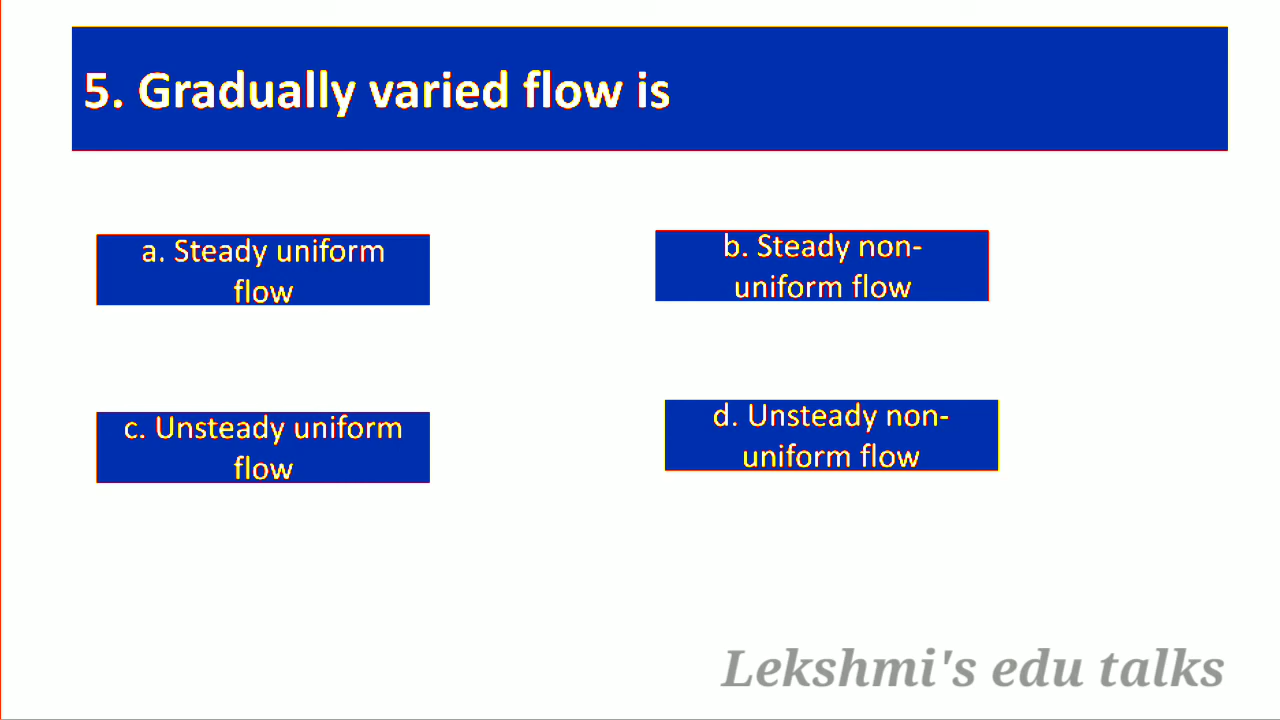 5. Gradually varied flow is
a. Steady uniform
flow
b. Steady non-
uniform flow
c. Unsteady uniform
flow
d. Unsteady non-
uniform flow
Lekshmi's edu talks